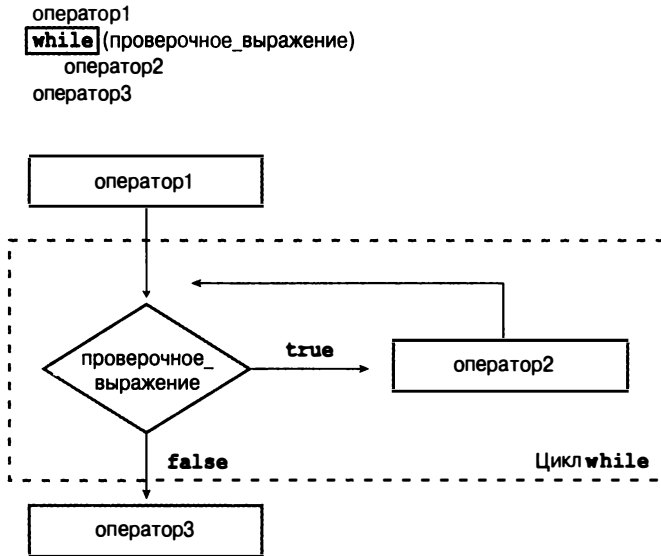 оператор1
while (проверочное_выражение)
оператор2
оператор3
оператор1
проверочное_
выражение
true
оператор2
false
Цикл while
оператор3